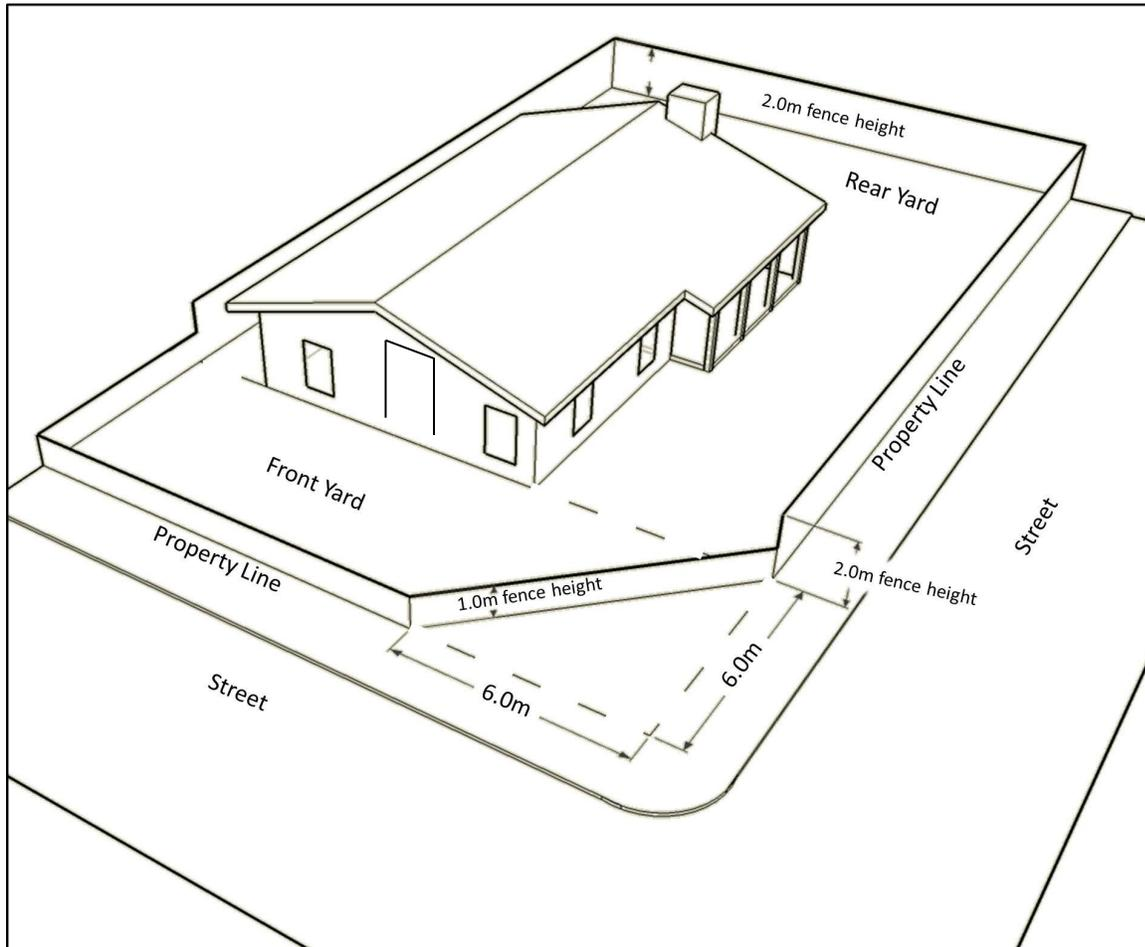 2.0m fence height
Rear Yard
Property Line
Street
Front Yard
2.0m fence height
Property Line
1.0m fence height
6.0m
6.0m
Street